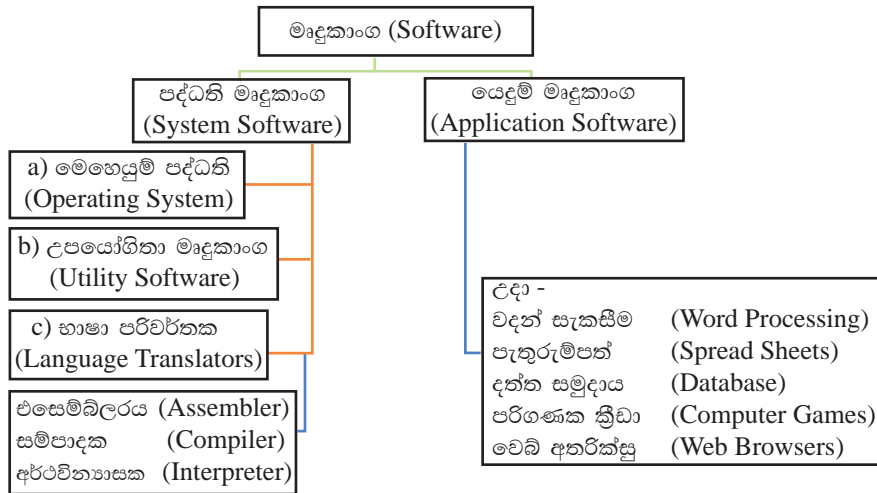 මෘදුකාංග (Software)
පද්ධති මෘදුකාංග
(System Software)
යෙදුම් මෘදුකාංග
(Application Software)
a) මෙහෙයුම් පද්ධති
(Operating System)
b) උපයෝගිතා මෘදුකාංග
(Utility Software)
c) භාෂා පරිවර්තක
(Language Translators)
එසෙම්බ්ලරය (Assembler)
සම්පාදක (Compiler)
අර්ථවින්‍යාසක (Interpreter)
උදා -
වදන් සැකසීම (Word Processing)
පැතුරුම්පත් (Spread Sheets)
දත්ත සමුදාය (Database)
පරිගණක ක්‍රීඩා (Computer Games)
වෙබ් අතරික්සු (Web Browsers)